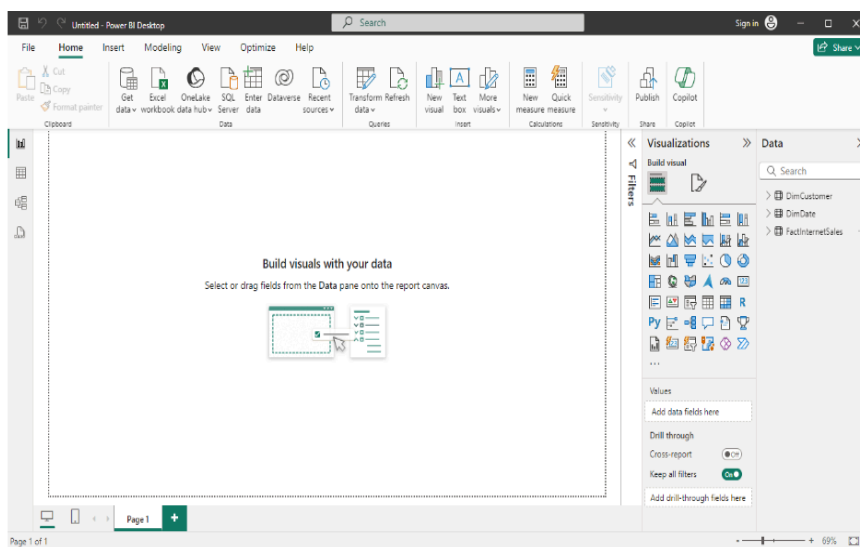 Untitled - Power BI Desktop
Search
Sign in
File Home Insert Modeling View Optimize Help
Share
Paste
Cut
Copy
Format painter
Clipboard
Get data
Excel workbook
OneLake data hub
SQL Server
Enter data
Dataverse
Recent sources
Data
Transform data
Refresh
Queries
New visual
Text box
More visuals
Insert
New measure
Quick measure
Calculations
Sensitivity
Sensitivity
Publish
Share
Copilot
Copilot
Build visuals with your data
Select or drag fields from the Data pane onto the report canvas.
Filters
Visualizations
Build visual
123
R
Py
...
Values
Add data fields here
Drill through
Cross-report
Off
Keep all filters
On
Add drill-through fields here
Data
Search
DimCustomer
DimDate
FactInternetSales
Page 1
Page 1 of 1
69%